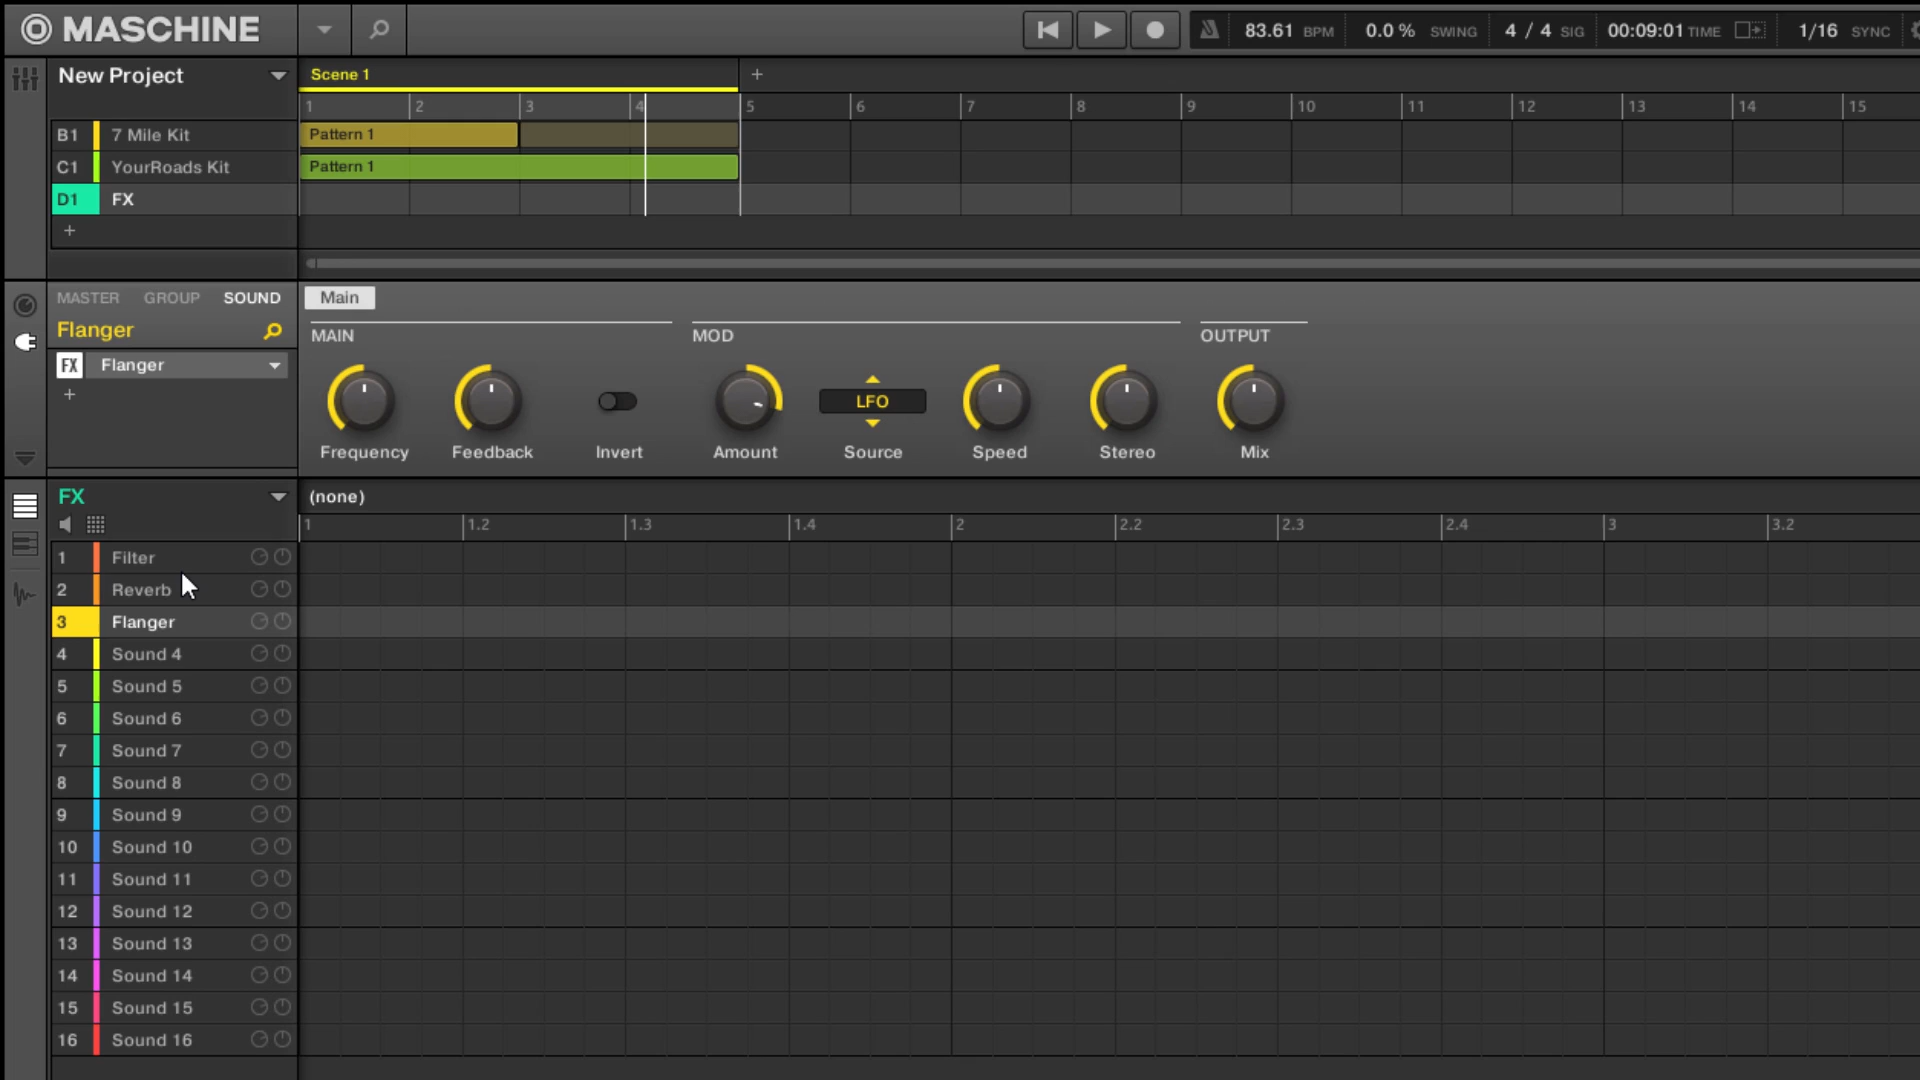 MASCHINE
83.61 BPM 0.0 % SWING 4 / 4 SIG 00:09:01 TIME 1/16 SYNC
New Project
Scene 1 +
1 2 3 4 5 6 7 8 9 10 11 12 13 14 15
B1 7 Mile Kit Pattern 1
C1 YourRoads Kit Pattern 1
D1 FX
+
MASTER GROUP SOUND Main
Flanger MAIN MOD OUTPUT
FX Flanger
+ LFO
Frequency Feedback Invert Amount Source Speed Stereo Mix
FX (none)
1 1.2 1.3 1.4 2 2.2 2.3 2.4 3 3.2
1 Filter
2 Reverb
3 Flanger
4 Sound 4
5 Sound 5
6 Sound 6
7 Sound 7
8 Sound 8
9 Sound 9
10 Sound 10
11 Sound 11
12 Sound 12
13 Sound 13
14 Sound 14
15 Sound 15
16 Sound 16